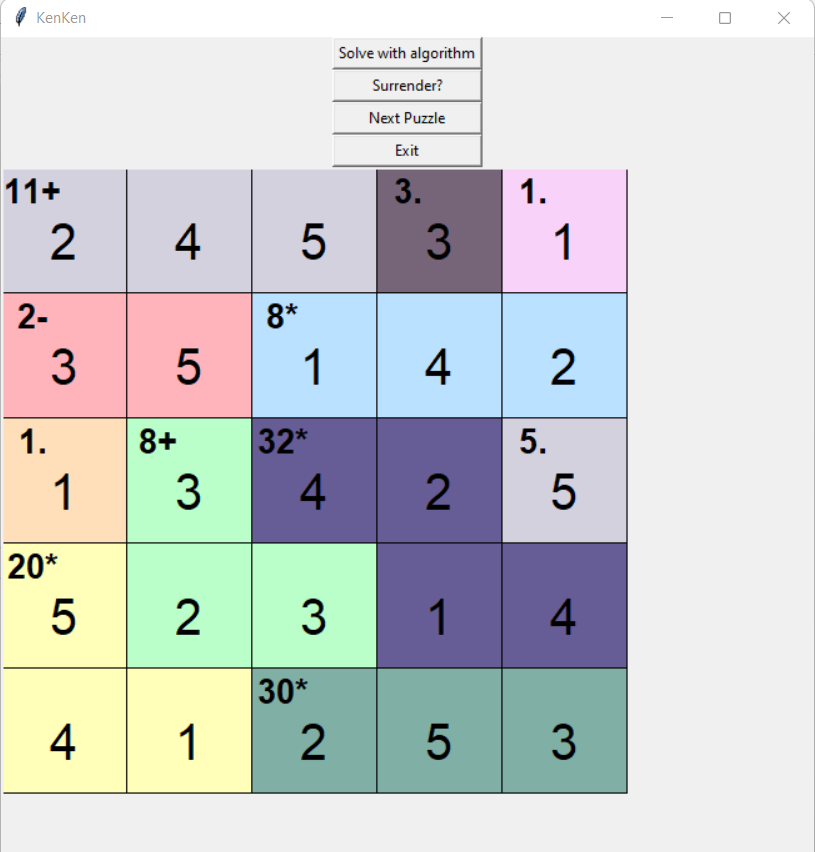 KenKen
Solve with algorithm
Surrender?
Next Puzzle
Exit
11+ 3. 1.
2 4 5 3 1
2- 8*
3 5 1 4 2
1. 8+ 32* 5.
1 3 4 2 5
20*
5 2 3 1 4
30*
4 1 2 5 3